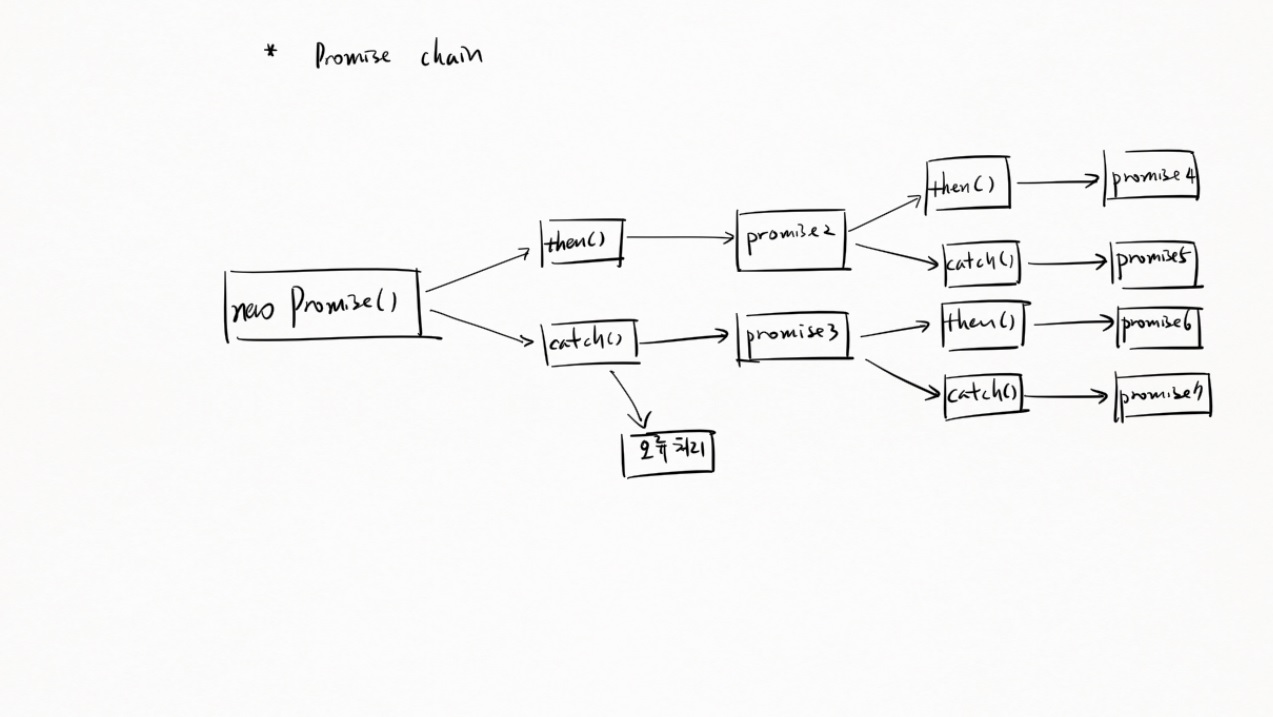 * Promise chain
then() → promise4
then() → promise2
catch() → promise5
new Promise()
then() → promise6
catch() → promise3
catch() → promise7
오류 처리